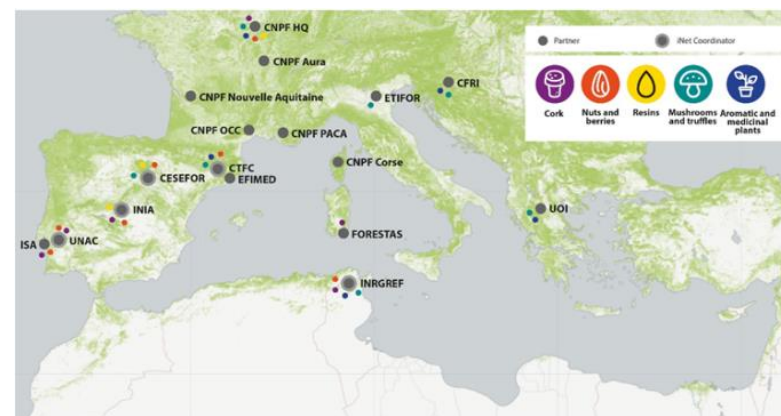 CNPF HQ
CNPF Aura
CNPF Nouvelle Aquitaine
ETIFOR
CFRI
CNPF OCC
CNPF PACA
CTFC
EFIMED
CESEFOR
CNPF Corse
INIA
UOI
ISA
UNAC
FORESTAS
INRGREF
Partner
iNet Coordinator
Cork
Nuts and
berries
Resins
Mushrooms
and truffles
Aromatic and
medicinal
plants